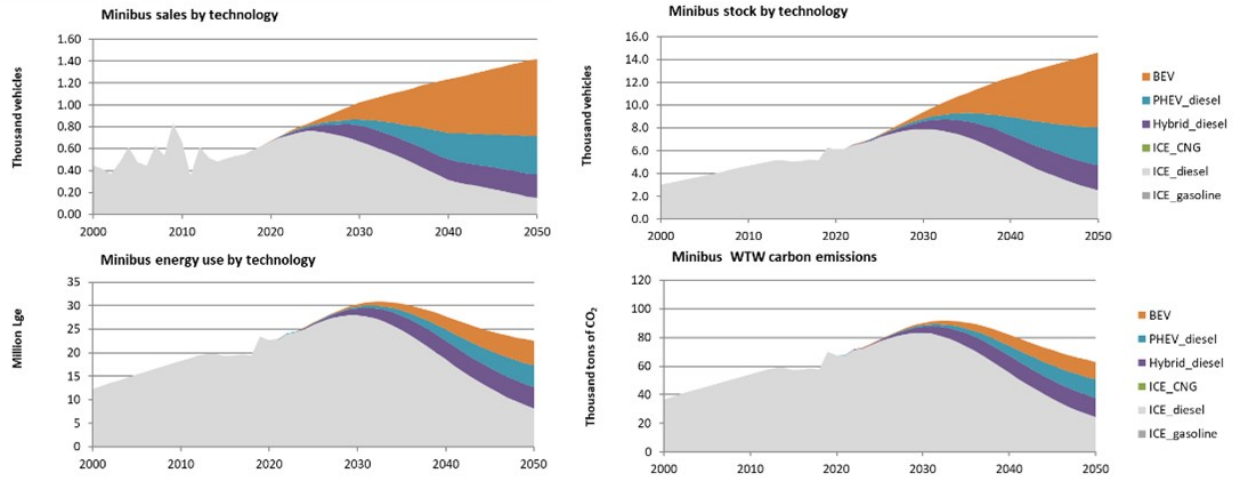 Minibus sales by technology
Thousand vehicles
1.60
1.40
1.20
1.00
0.80
0.60
0.40
0.20
0.00
2000 2010 2020 2030 2040 2050
Minibus stock by technology
Thousand vehicles
16.0
14.0
12.0
10.0
8.0
6.0
4.0
2.0
0.0
2000 2010 2020 2030 2040 2050
BEV
PHEV_diesel
Hybrid_diesel
ICE_CNG
ICE_diesel
ICE_gasoline
Minibus energy use by technology
Million Lge
35
30
25
20
15
10
5
0
2000 2010 2020 2030 2040 2050
Minibus WTW carbon emissions
Thousand tons of CO₂
120
100
80
60
40
20
0
2000 2010 2020 2030 2040 2050
BEV
PHEV_diesel
Hybrid_diesel
ICE_CNG
ICE_diesel
ICE_gasoline